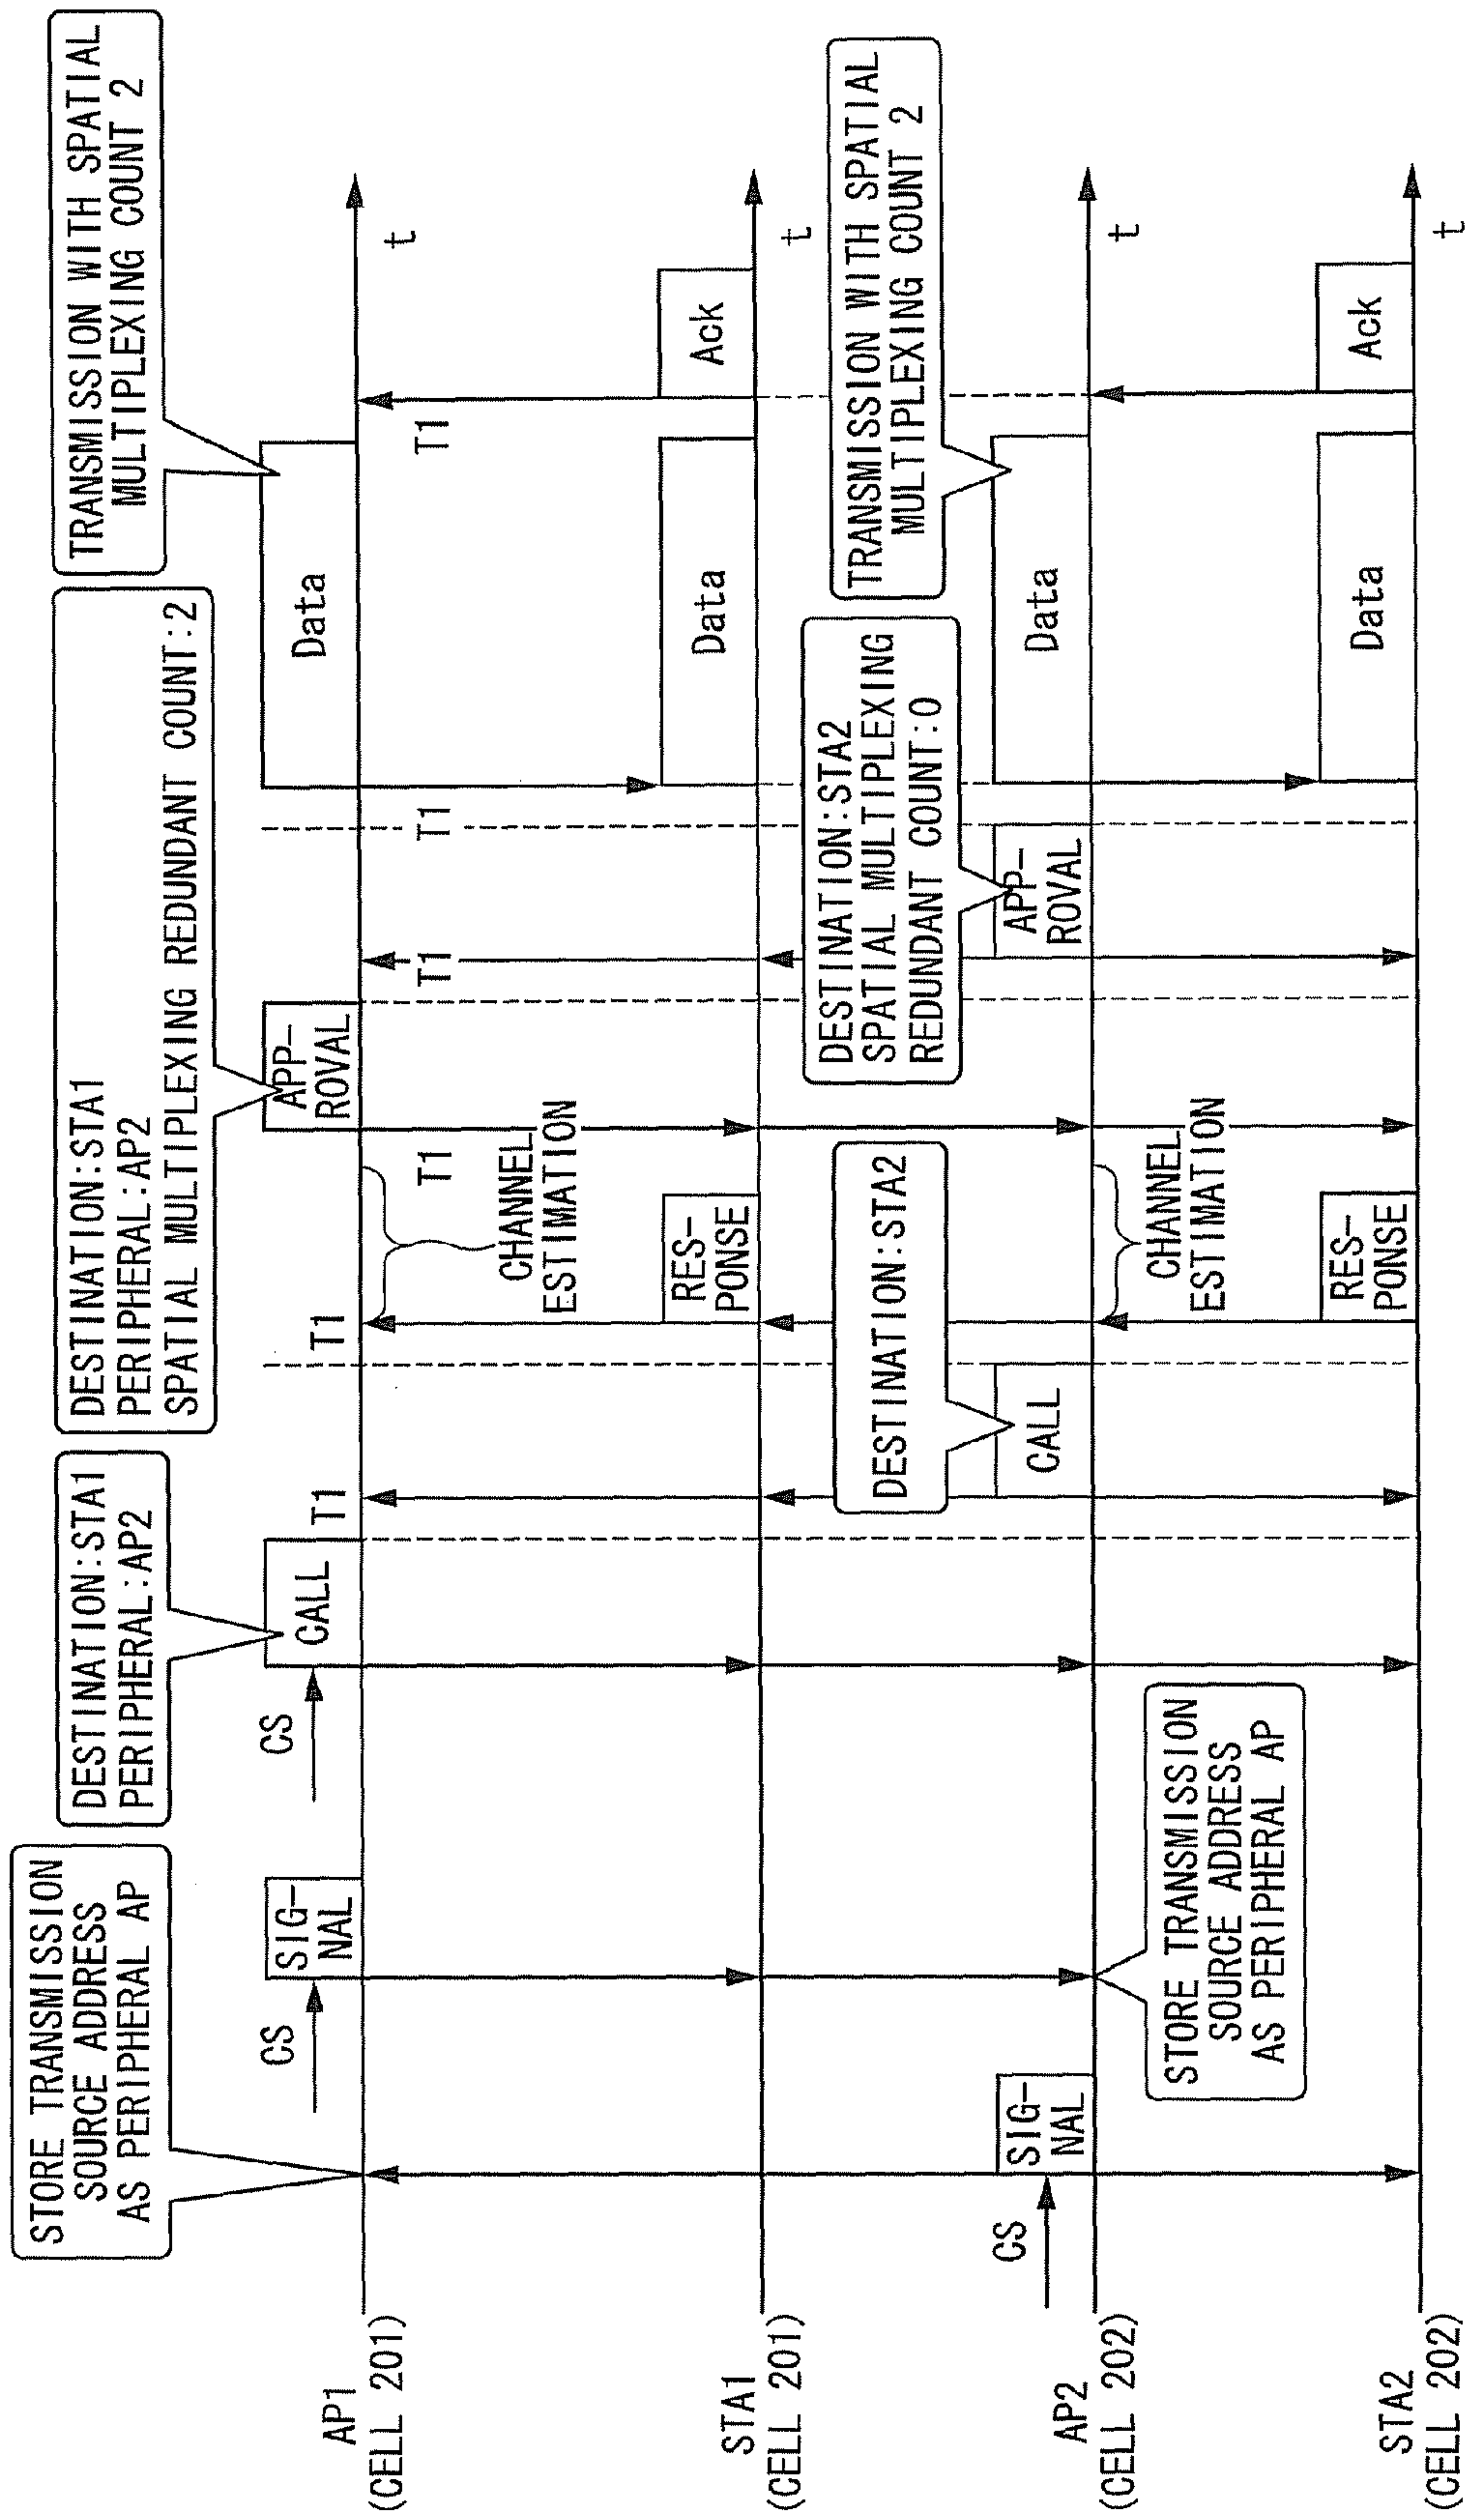 STORE TRANSMISSION
SOURCE ADDRESS
AS PERIPHERAL AP
DESTINATION:STA1
PERIPHERAL:AP2
DESTINATION:STA1
PERIPHERAL:AP2
SPATIAL MULTIPLEXING REDUNDANT COUNT:2
TRANSMISSION WITH SPATIAL
MULTIPLEXING COUNT 2
CS
SIG-
NAL
CS
CALL
T1
T1
APP-
ROVAL
Data
AP1
(CELL 201)
t
T1
T1
T1
T1
CHANNEL
ESTIMATION
RES-
PONSE
Data
Ack
STA1
(CELL 201)
t
DESTINATION:STA2
DESTINATION:STA2
SPATIAL MULTIPLEXING
REDUNDANT COUNT:0
TRANSMISSION WITH SPATIAL
MULTIPLEXING COUNT 2
CS
SIG-
NAL
CALL
APP-
ROVAL
Data
AP2
(CELL 202)
t
STORE TRANSMISSION
SOURCE ADDRESS
AS PERIPHERAL AP
CHANNEL
ESTIMATION
RES-
PONSE
Data
Ack
STA2
(CELL 202)
t